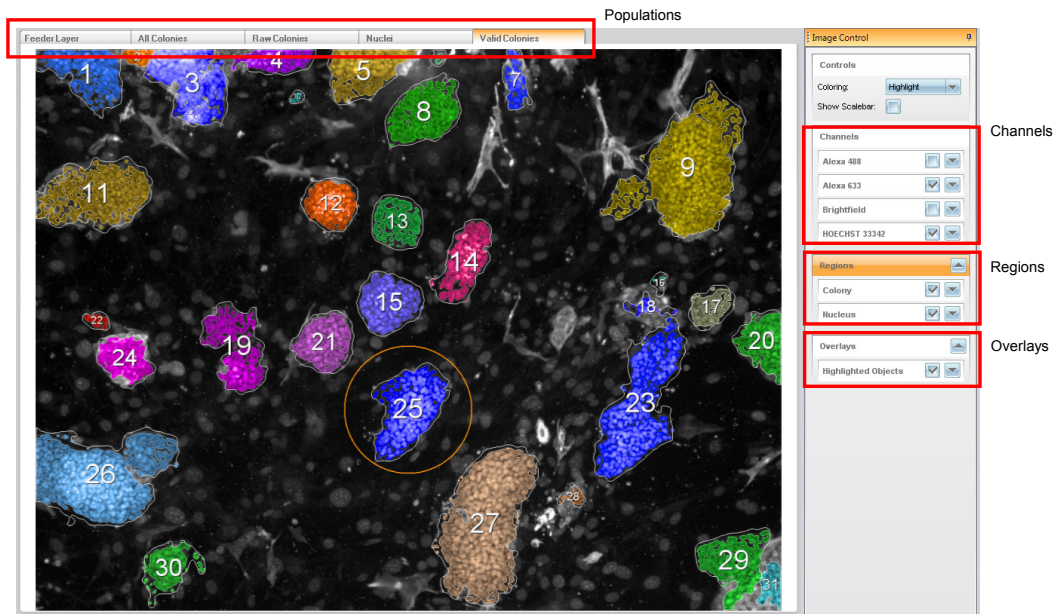 Populations
Feeder Layer All Colonies Raw Colonies Nuclei Valid Colonies
Image Control
Controls
Coloring: Highlight
Show Scalebar:
Channels
Channels
Alexa 488
Alexa 633
Brightfield
HOECHST 33342
Regions
Regions
Colony
Nucleus
Overlays
Overlays
Highlighted Objects
1
3
4
5
7
8
9
11
12
13
14
15
16
17
18
19
20
21
22
23
24
25
26
27
28
29
30
31